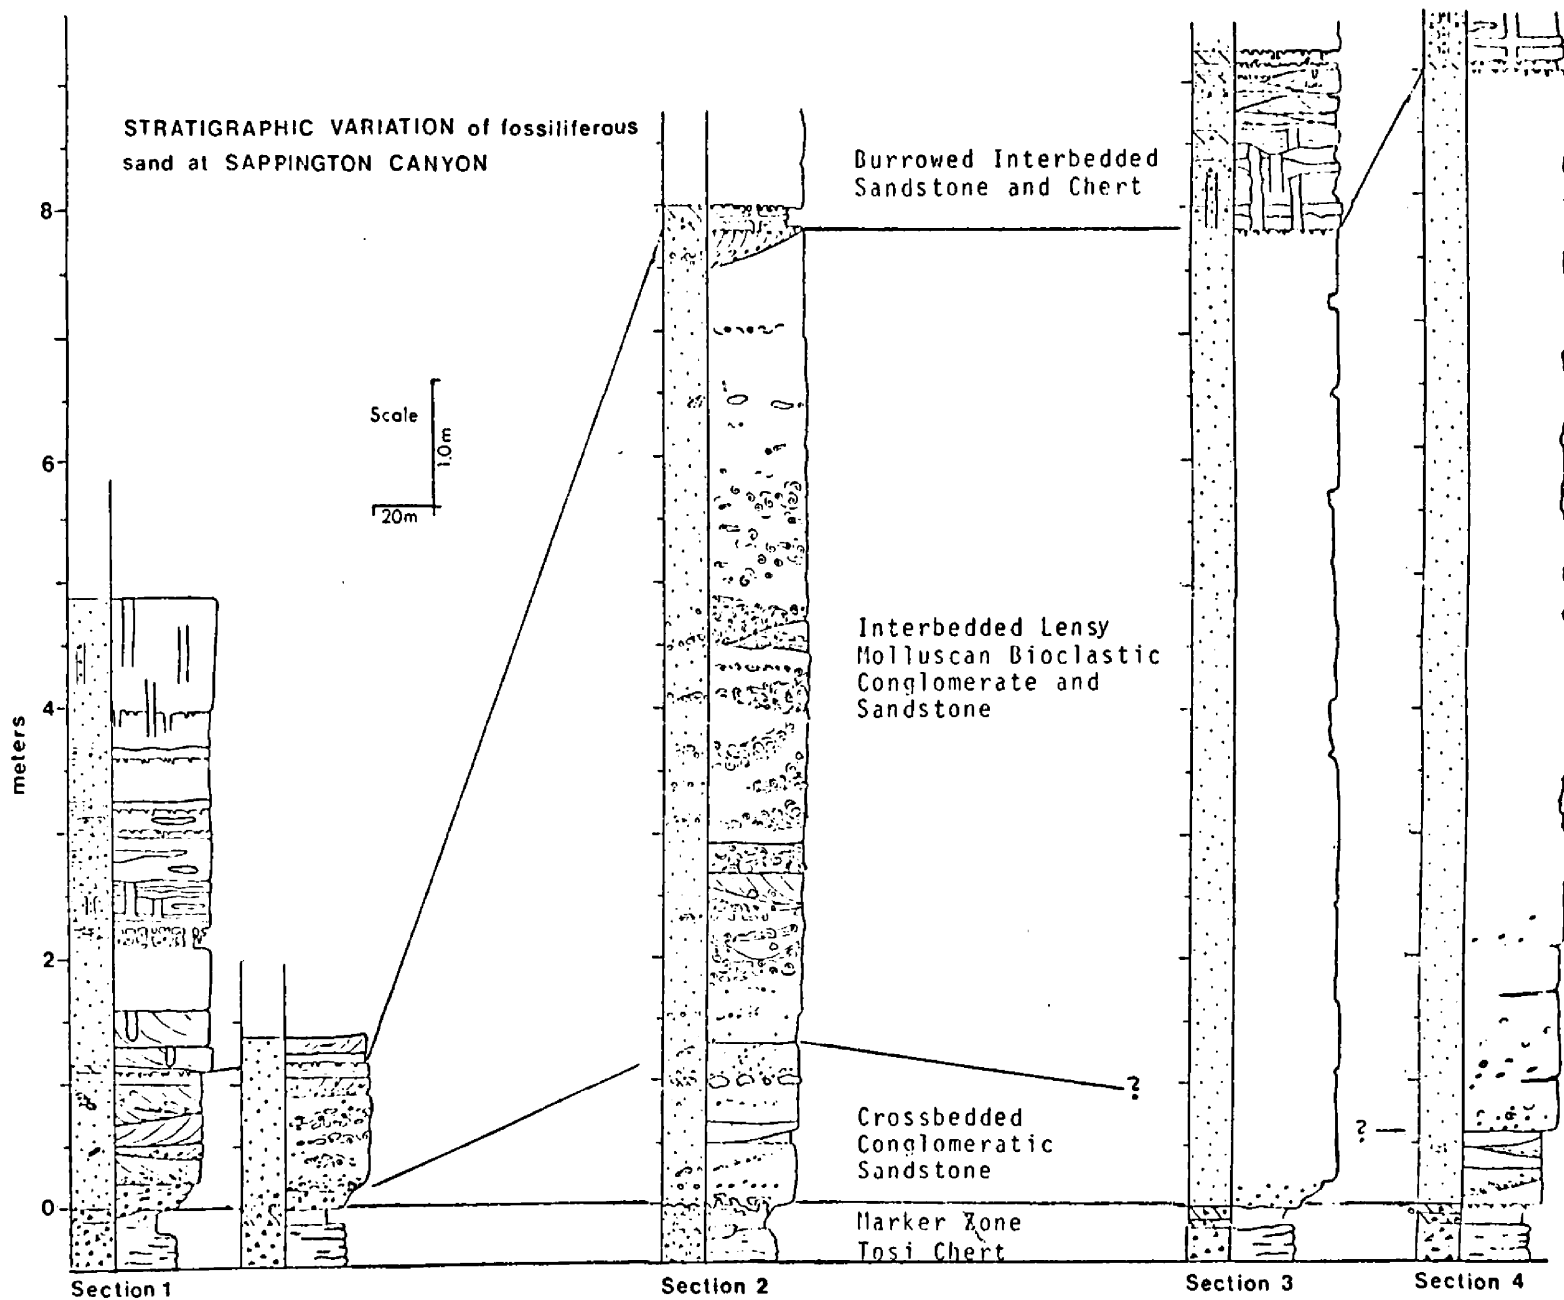 STRATIGRAPHIC VARIATION of fossiliferous
sand at SAPPINGTON CANYON
Burrowed Interbedded
Sandstone and Chert
8
Scale
1.0m
20m
6
Interbedded Lensy
Molluscan Bioclastic
Conglomerate and
Sandstone
4
meters
2
?
Crossbedded
Conglomeratic
Sandstone
?
0
Marker Zone
Tosi Chert
Section 1
Section 2
Section 3
Section 4